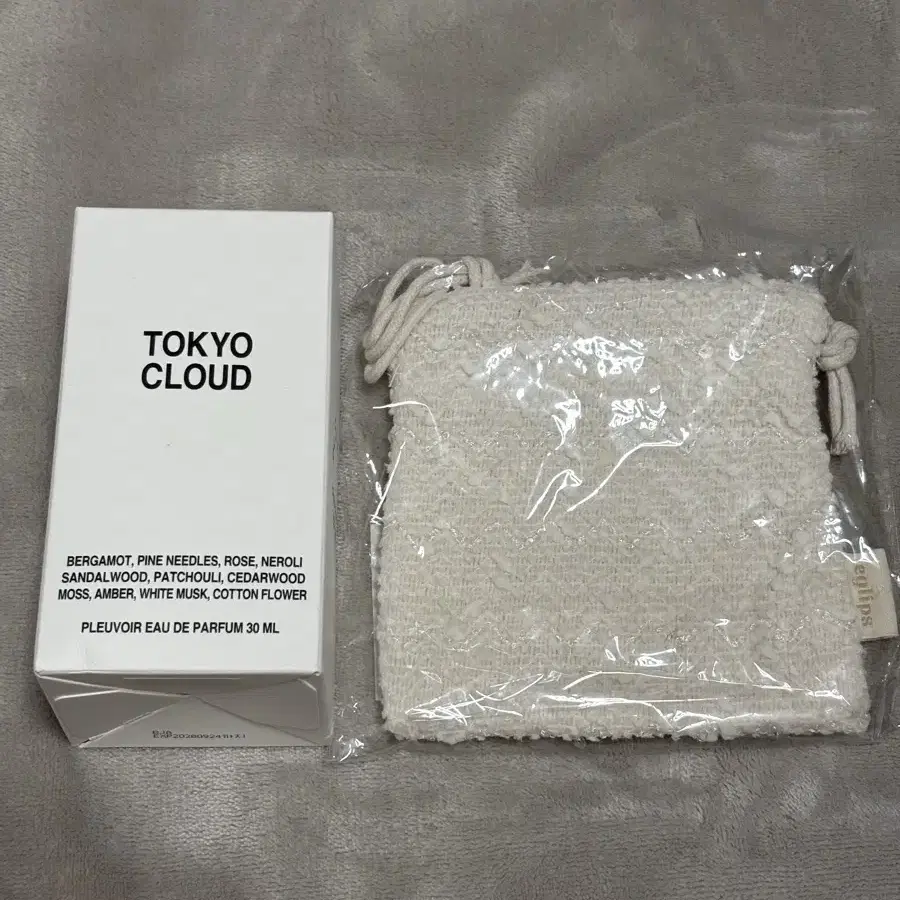 TOKYO
CLOUD
BERGAMOT, PINE NEEDLES, ROSE, NEROLI
SANDALWOOD, PATCHOULI, CEDARWOOD
MOSS, AMBER, WHITE MUSK, COTTON FLOWER
PLEUVOIR EAU DE PARFUM 30 ML
eglips